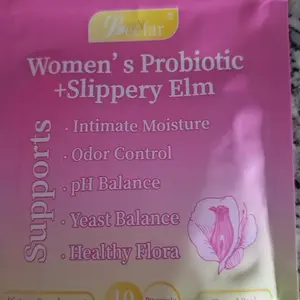 Women's Probiotic
+Slippery Elm
Supports
· Intimate Moisture
· Odor Control
· pH Balance
· Yeast Balance
· Healthy Flora